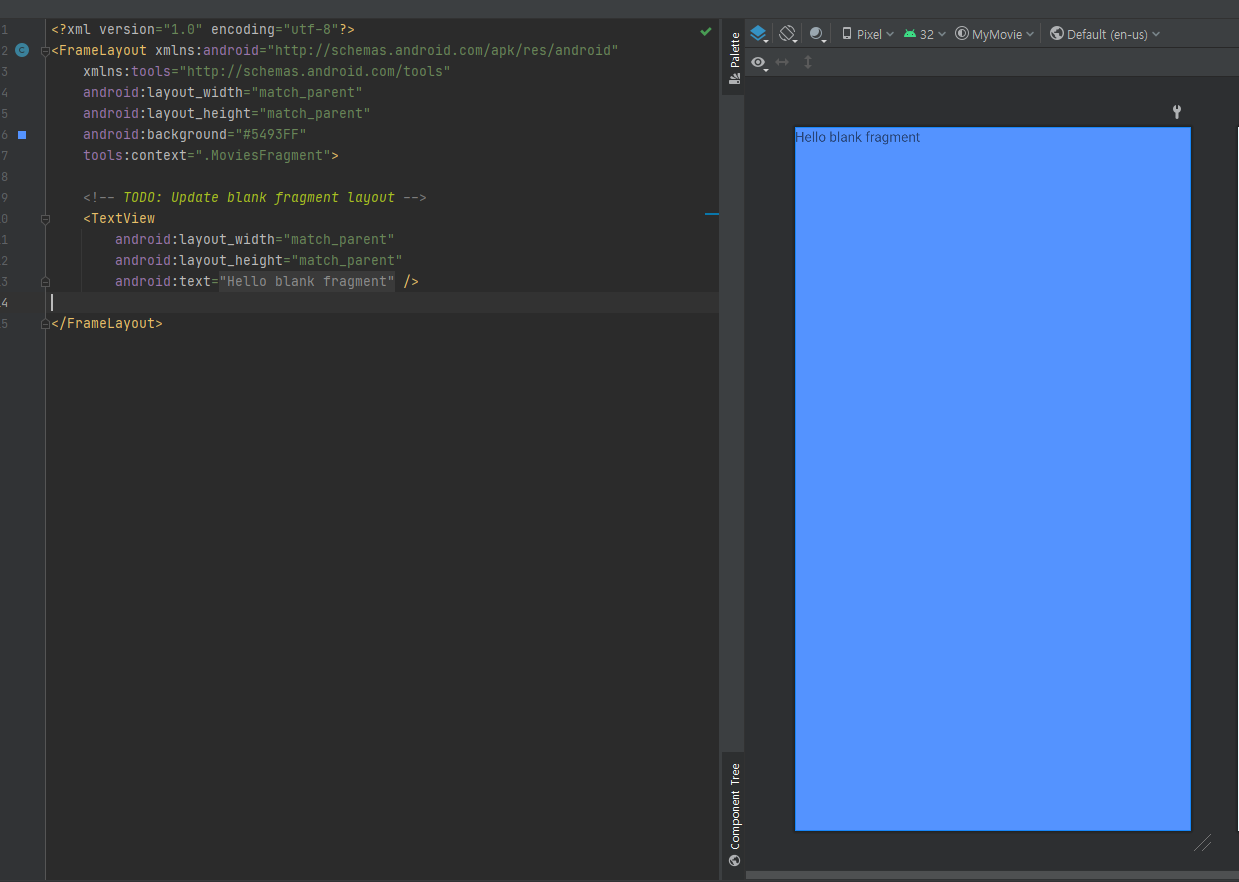 1 <?xml version="1.0" encoding="utf-8"?>
2 C <FrameLayout xmlns:android="http://schemas.android.com/apk/res/android"
3 xmlns:tools="http://schemas.android.com/tools"
4 android:layout_width="match_parent"
5 android:layout_height="match_parent"
6 android:background="#5493FF"
7 tools:context=".MoviesFragment">
8
9 <!-- TODO: Update blank fragment layout -->
0 <TextView
1 android:layout_width="match_parent"
2 android:layout_height="match_parent"
3 android:text="Hello blank fragment" />
4
5 </FrameLayout>
Palette
Component Tree
Pixel 32 MyMovie Default (en-us)
Hello blank fragment